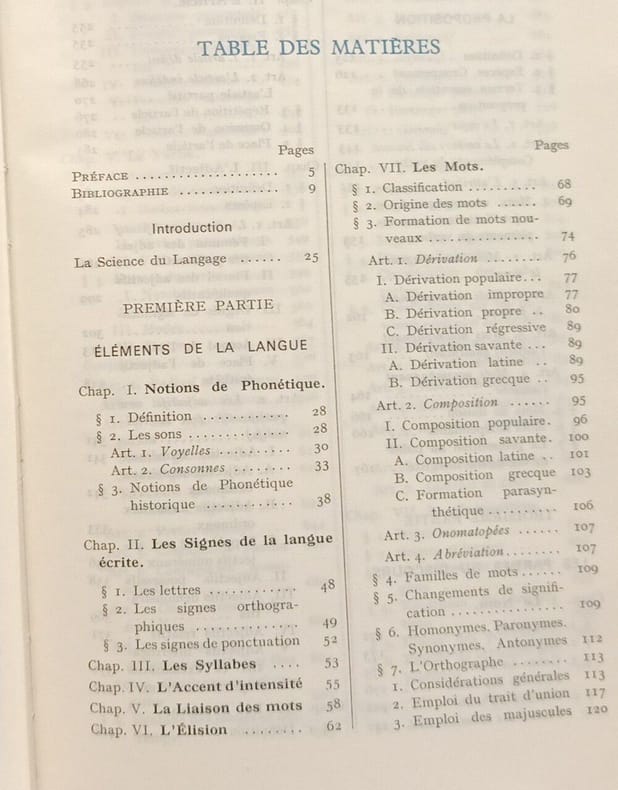 TABLE DES MATIÈRES
Pages
PRÉFACE .................... 5
BIBLIOGRAPHIE .............. 9
Introduction
La Science du Langage ...... 25
PREMIÈRE PARTIE
ÉLÉMENTS DE LA LANGUE
Chap. I. Notions de Phonétique.
§ 1. Définition ............ 28
§ 2. Les sons .............. 28
Art. 1. Voyelles .......... 30
Art. 2. Consonnes ........ 33
§ 3. Notions de Phonétique
historique ............ 38
Chap. II. Les Signes de la langue
écrite.
§ 1. Les lettres ............ 48
§ 2. Les signes orthogra-
phiques .............. 49
§ 3. Les signes de ponctuation 52
Chap. III. Les Syllabes .... 53
Chap. IV. L'Accent d'intensité 55
Chap. V. La Liaison des mots 58
Chap. VI. L'Élision ........ 62
Pages
Chap. VII. Les Mots.
§ 1. Classification .......... 68
§ 2. Origine des mots ...... 69
§ 3. Formation de mots nou-
veaux ................ 74
Art. 1. Dérivation ........ 76
I. Dérivation populaire... 77
A. Dérivation impropre 77
B. Dérivation propre .. 80
C. Dérivation régressive 89
II. Dérivation savante ... 89
A. Dérivation latine .. 89
B. Dérivation grecque .. 95
Art. 2. Composition ...... 95
I. Composition populaire. 96
II. Composition savante. 100
A. Composition latine .. 101
B. Composition grecque 103
C. Formation parasyn-
thétique .......... 106
Art. 3. Onomatopées ...... 107
Art. 4. Abréviation........ 107
§ 4. Familles de mots...... 109
§ 5. Changements de signifi-
cation ................ 109
§ 6. Homonymes, Paronymes,
Synonymes, Antonymes 112
§ 7. L'Orthographe ........ 113
1. Considérations générales 113
2. Emploi du trait d'union 117
3. Emploi des majuscules 120